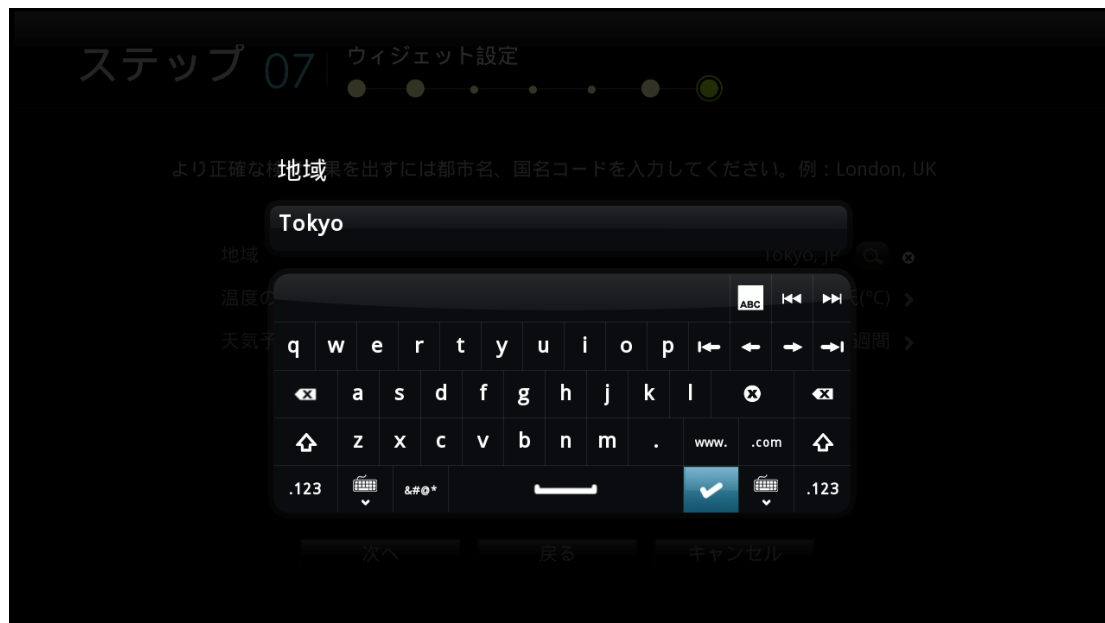 ステップ 07 ウィジェット設定
より正確な検 果を出すには都市名、国名コードを入力してください。例：London, UK
地域
Tokyo
地域 Tokyo, JP
温度の (°C)
天気予 週間
ABC
q w e r t y u i o p
a s d f g h j k l
z x c v b n m . www. .com
.123 &#@* .123
次へ 戻る キャンセル